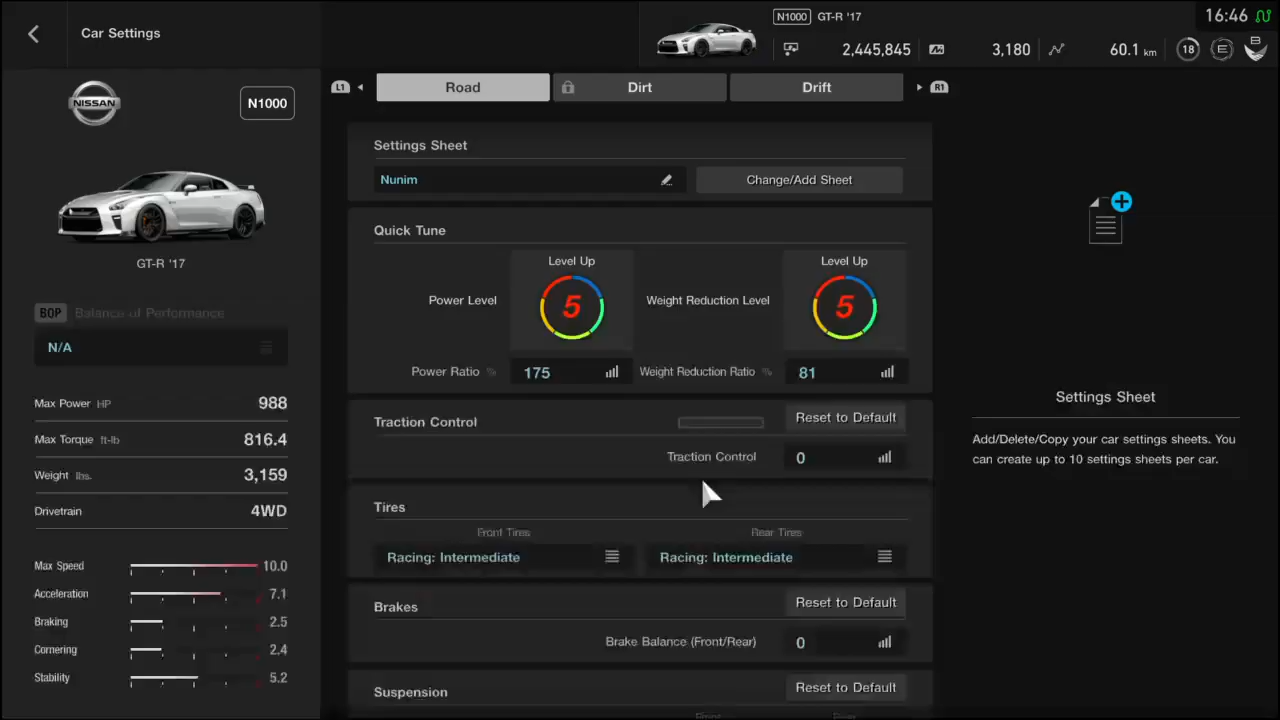 Car Settings
N1000 GT-R '17
16:46
2,445,845 3,180 60.1 km 18 E B
NISSAN
N1000
GT-R '17
BOP Balance of Performance
N/A
Max Power HP 988
Max Torque ft-lb 816.4
Weight lbs. 3,159
Drivetrain 4WD
Max Speed 10.0
Acceleration 7.1
Braking 2.5
Cornering 2.4
Stability 5.2
L1 Road Dirt Drift R1
Settings Sheet
Nunim Change/Add Sheet
Quick Tune
Level Up Level Up
Power Level 5 Weight Reduction Level 5
Power Ratio % 175 Weight Reduction Ratio % 81
Traction Control Reset to Default
Traction Control 0
Tires
Front Tires Rear Tires
Racing: Intermediate Racing: Intermediate
Brakes Reset to Default
Brake Balance (Front/Rear) 0
Suspension Reset to Default
Front Rear
Settings Sheet
Add/Delete/Copy your car settings sheets. You
can create up to 10 settings sheets per car.